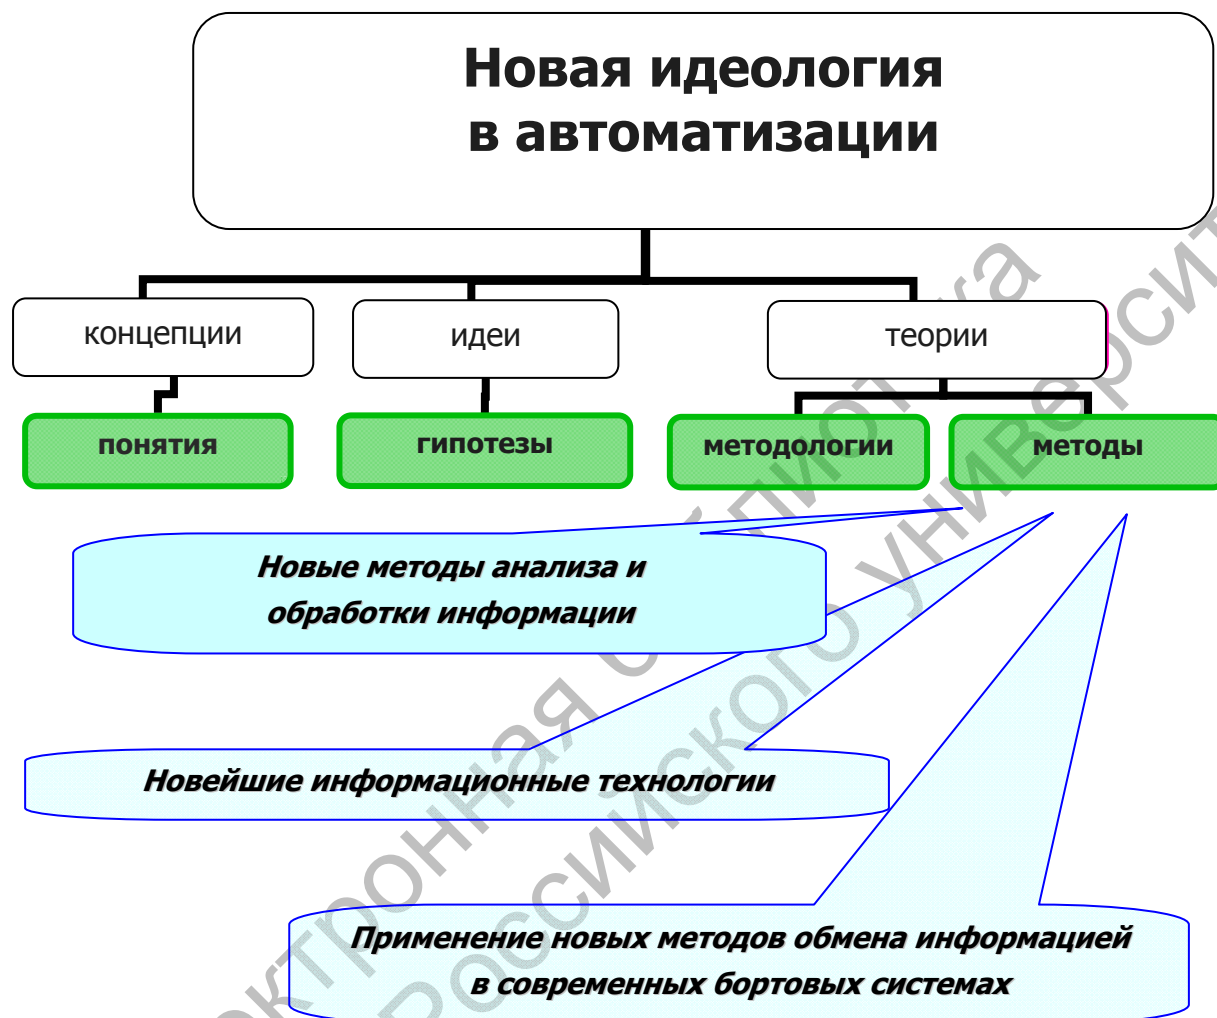 Новая идеология
в автоматизации
концепции
идеи
теории
понятия
гипотезы
методологии
методы
Новые методы анализа и
обработки информации
Новейшие информационные технологии
Применение новых методов обмена информацией
в современных бортовых системах